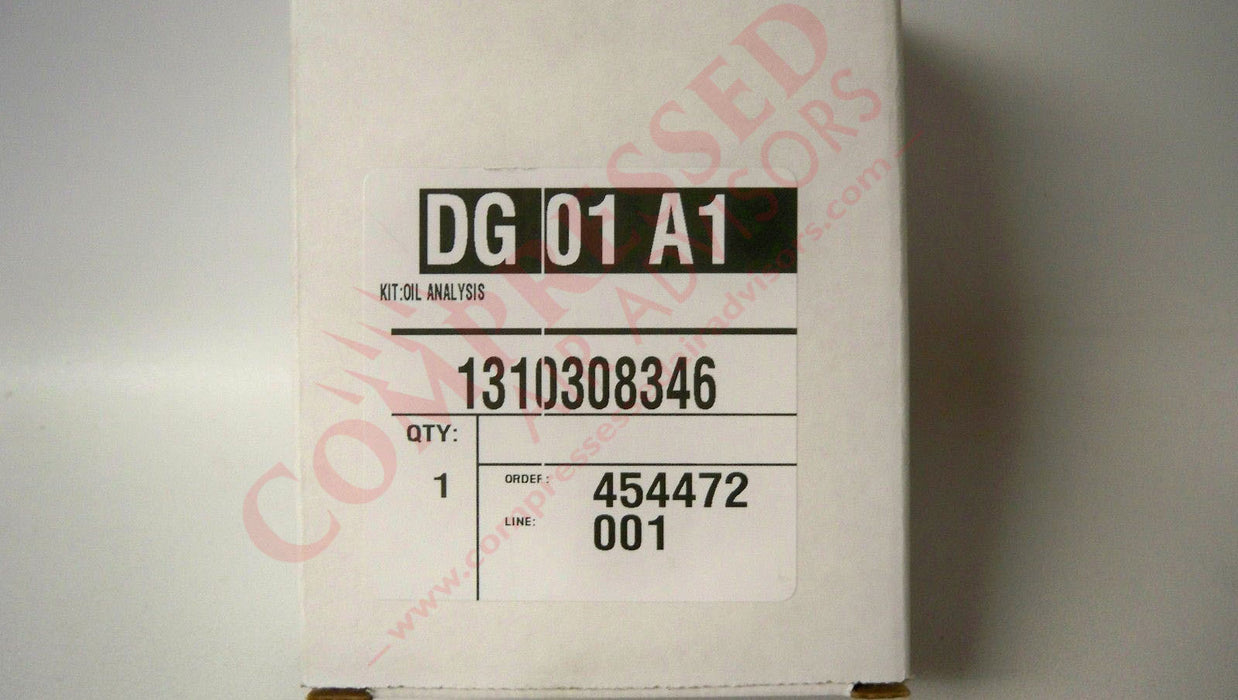 DG 01 A1
KIT:OIL ANALYSIS
1310308346
QTY:
1
ORDER:
454472
LINE:
001
COMPRESSED
AIR ADVISORS
www.compressedairadvisors.com